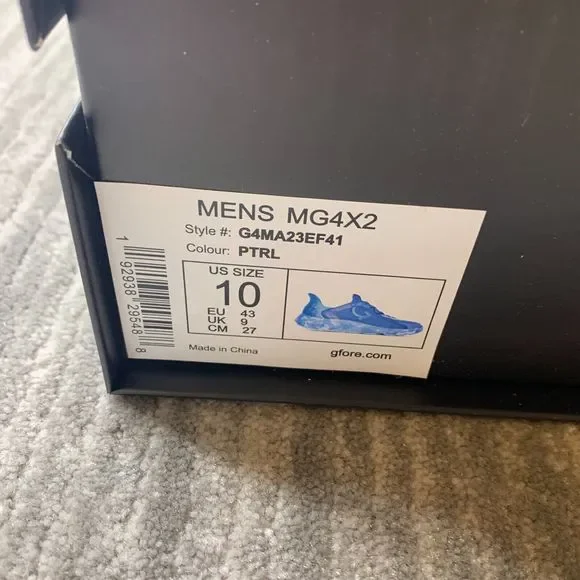 MENS MG4X2
Style #: G4MA23EF41
Colour: PTRL
US SIZE
10
EU 43
UK 9
CM 27
Made in China
gfore.com
1 92938 29548 8